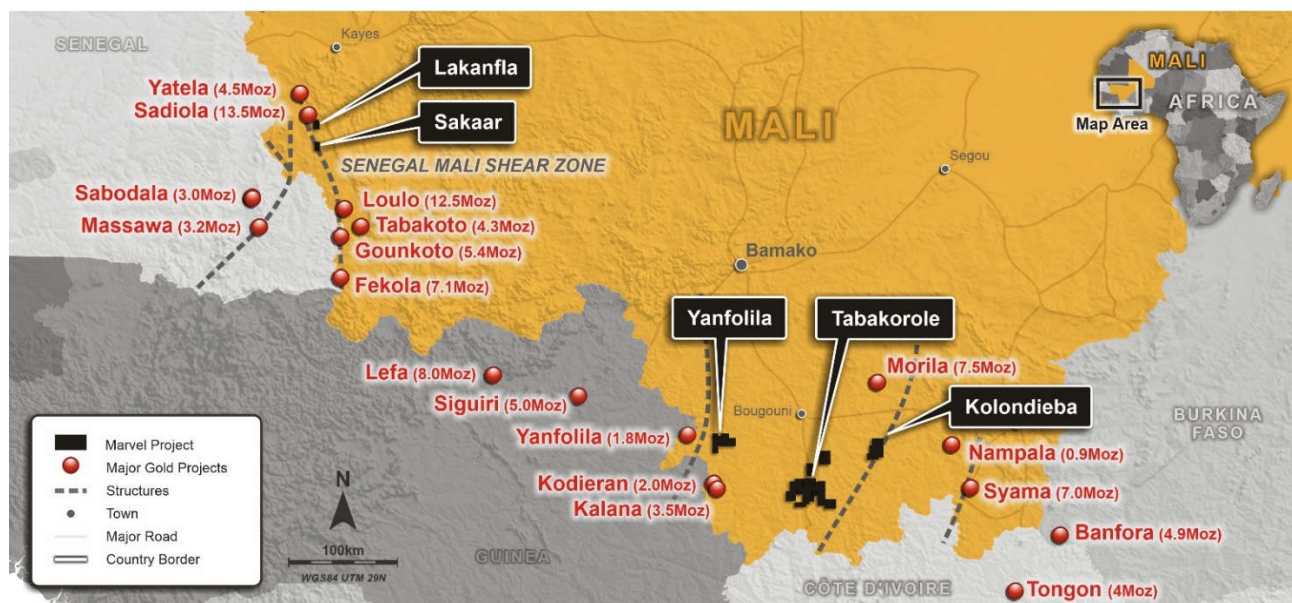 SENEGAL
Kayes
Lakanfla
Yatela (4.5Moz)
Sadiola (13.5Moz)
Sakaar
SENEGAL MALI SHEAR ZONE
MALI
Segou
MALI
AFRICA
Map Area
Sabodala (3.0Moz)
Massawa (3.2Moz)
Loulo (12.5Moz)
Tabakoto (4.3Moz)
Gounkoto (5.4Moz)
Fekola (7.1Moz)
Bamako
Yanfolila
Tabakorole
Lefa (8.0Moz)
Siguiri (5.0Moz)
Morila (7.5Moz)
Bougouni
Kolondieba
BURKINA
FASO
Yanfolila (1.8Moz)
Nampala (0.9Moz)
Kodieran (2.0Moz)
Kalana (3.5Moz)
Syama (7.0Moz)
Banfora (4.9Moz)
GUINEA
CÔTE D'IVOIRE
Tongon (4Moz)
Marvel Project
Major Gold Projects
Structures
Town
Major Road
Country Border
N
100km
WGS84 UTM 29N